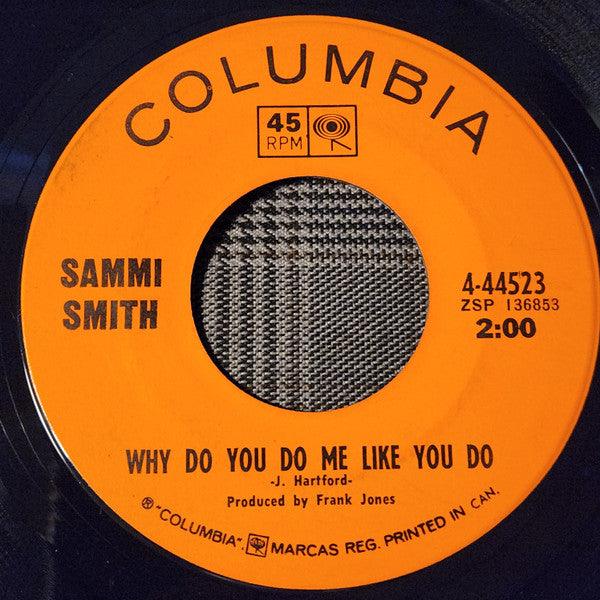 COLUMBIA
45
RPM
SAMMI
SMITH
4-44523
ZSP 136853
2:00
WHY DO YOU DO ME LIKE YOU DO
-J. Hartford-
Produced by Frank Jones
® "COLUMBIA", MARCAS REG. PRINTED IN CAN.